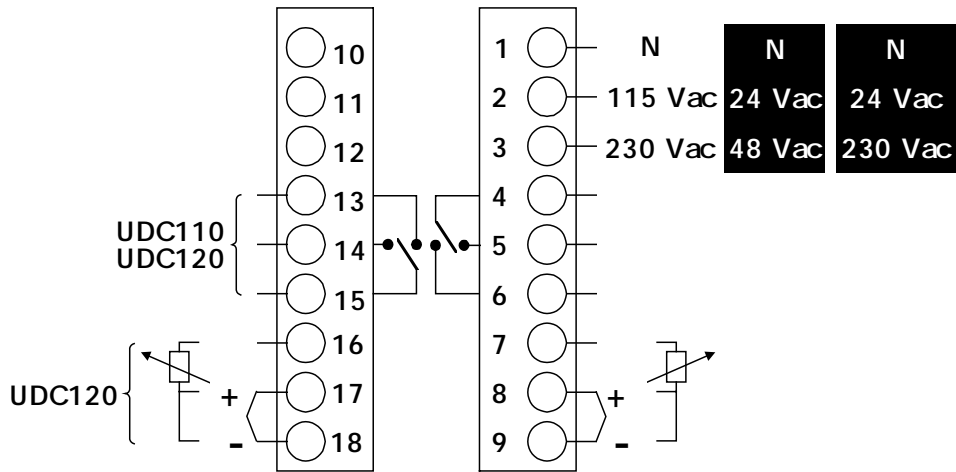 10 1 N N N
11 2 115 Vac 24 Vac 24 Vac
12 3 230 Vac 48 Vac 230 Vac
13 4
UDC110
14 5
UDC120
15 6
16 7
UDC120 + 17 8 +
- 18 9 -